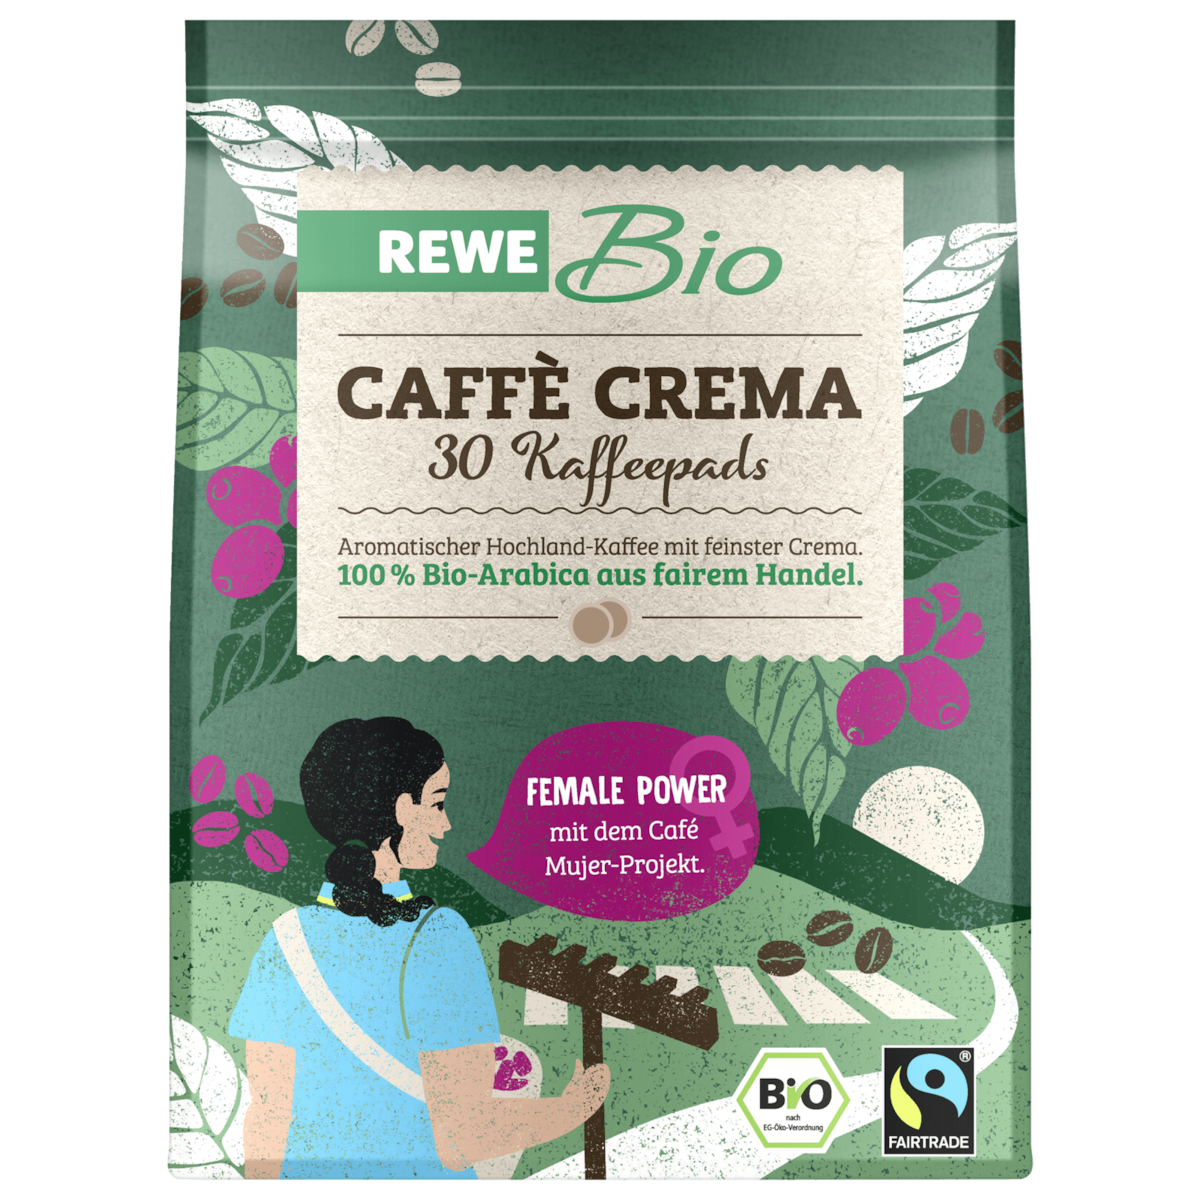 REWE Bio
CAFFÈ CREMA
30 Kaffeepads
Aromatischer Hochland-Kaffee mit feinster Crema.
100 % Bio-Arabica aus fairem Handel.
FEMALE POWER
mit dem Café
Mujer-Projekt.
BiO
nach
EG-Öko-Verordnung
®
FAIRTRADE